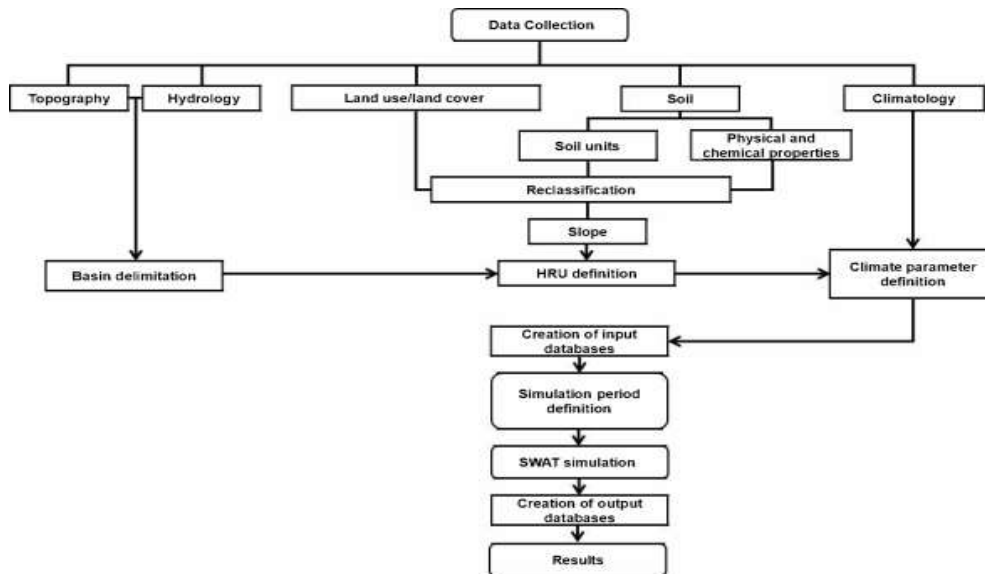 Data Collection
Topography
Hydrology
Land use/land cover
Soil
Climatology
Soil units
Physical and
chemical properties
Reclassification
Slope
Basin delimitation
HRU definition
Climate parameter
definition
Creation of input
databases
Simulation period
definition
SWAT simulation
Creation of output
databases
Results